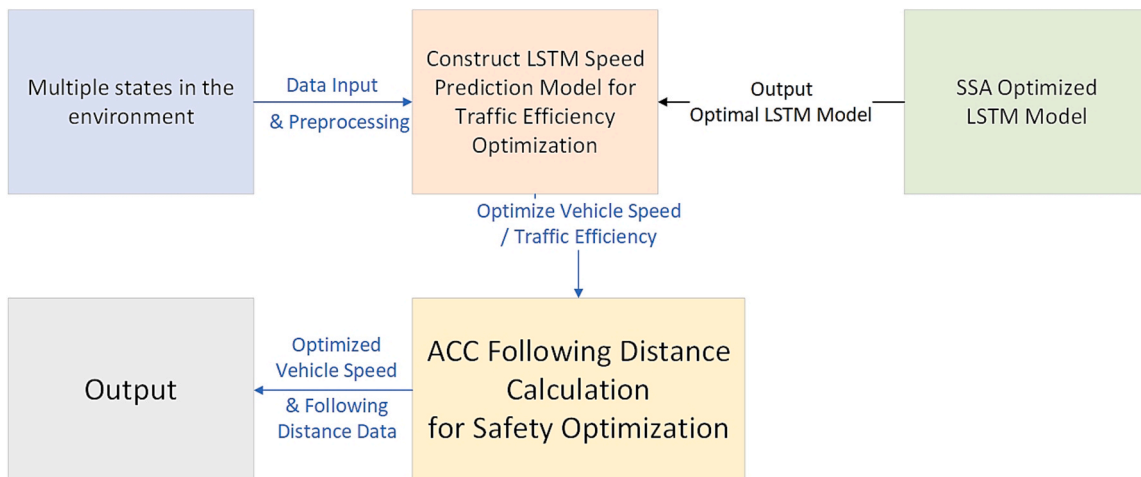 Multiple states in the
environment
Data Input
& Preprocessing
Construct LSTM Speed
Prediction Model for
Traffic Efficiency
Optimization
Output
Optimal LSTM Model
SSA Optimized
LSTM Model
Optimize Vehicle Speed
/ Traffic Efficiency
ACC Following Distance
Calculation
for Safety Optimization
Optimized
Vehicle Speed
& Following
Distance Data
Output